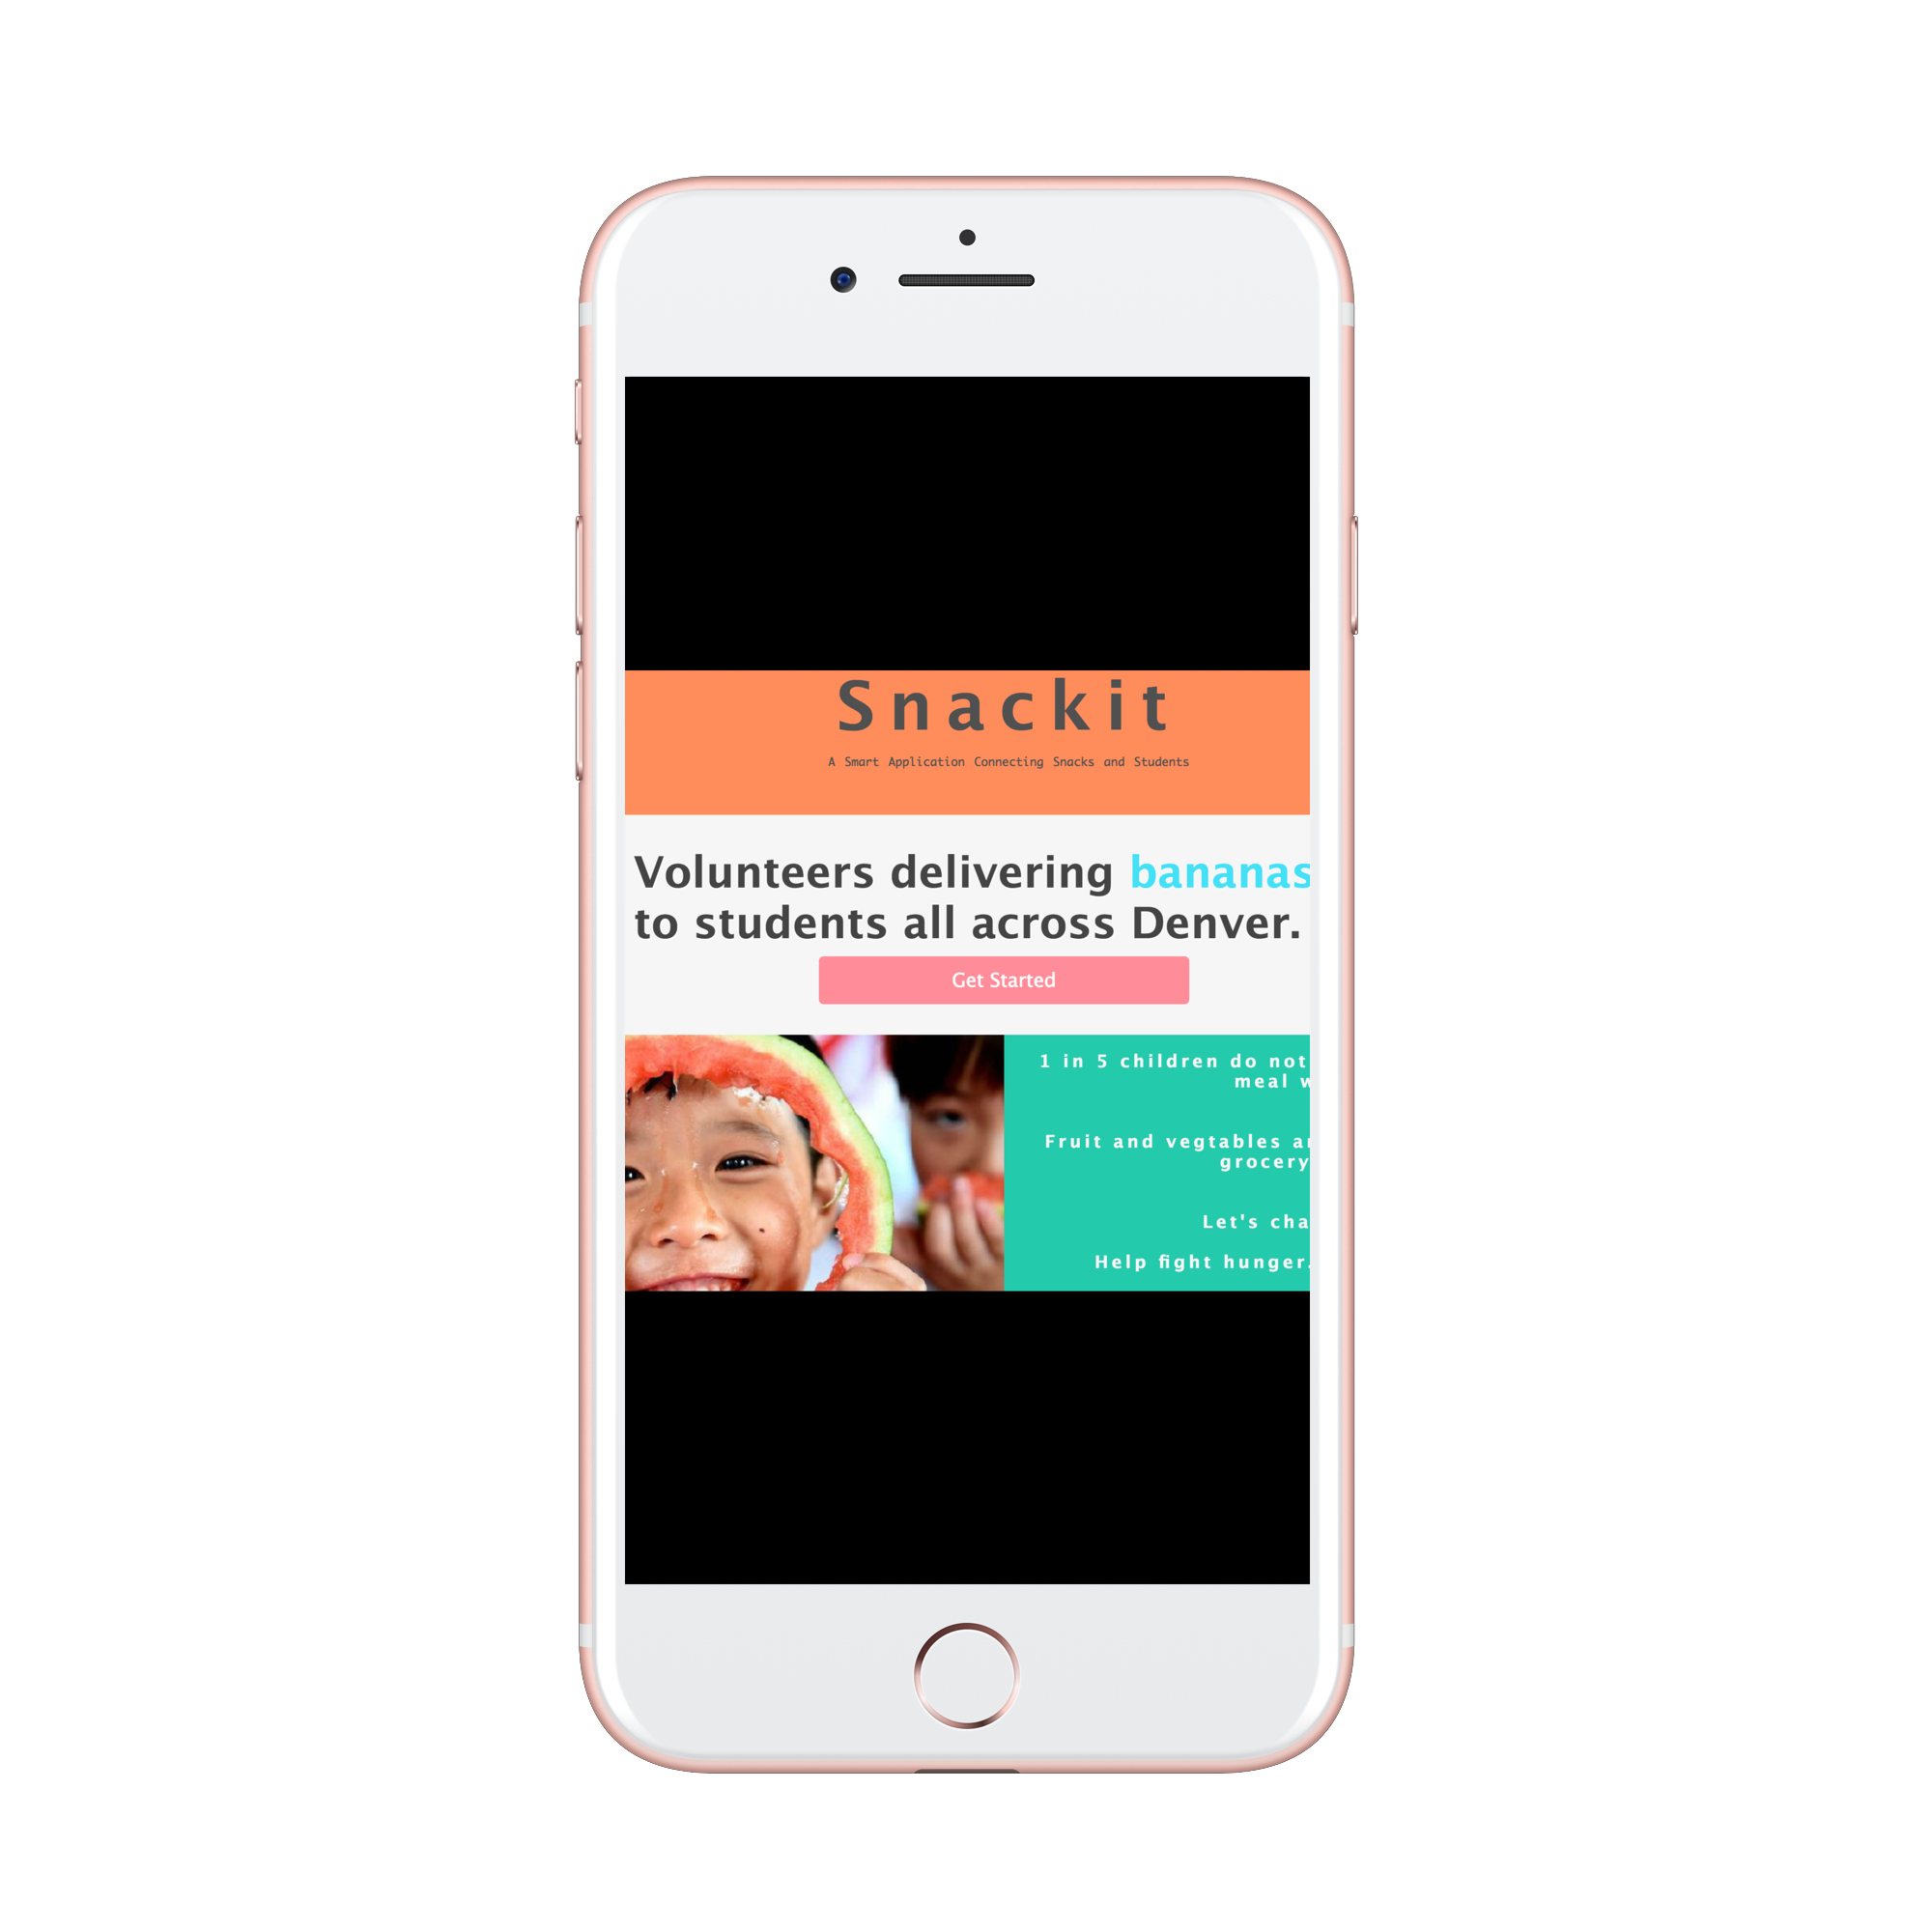 Snackit
A Smart Application Connecting Snacks and Students
Volunteers delivering bananas
to students all across Denver.
Get Started
1 in 5 children do not
meal
Fruit and vegtables
grocery
Let's
Help fight hunger.